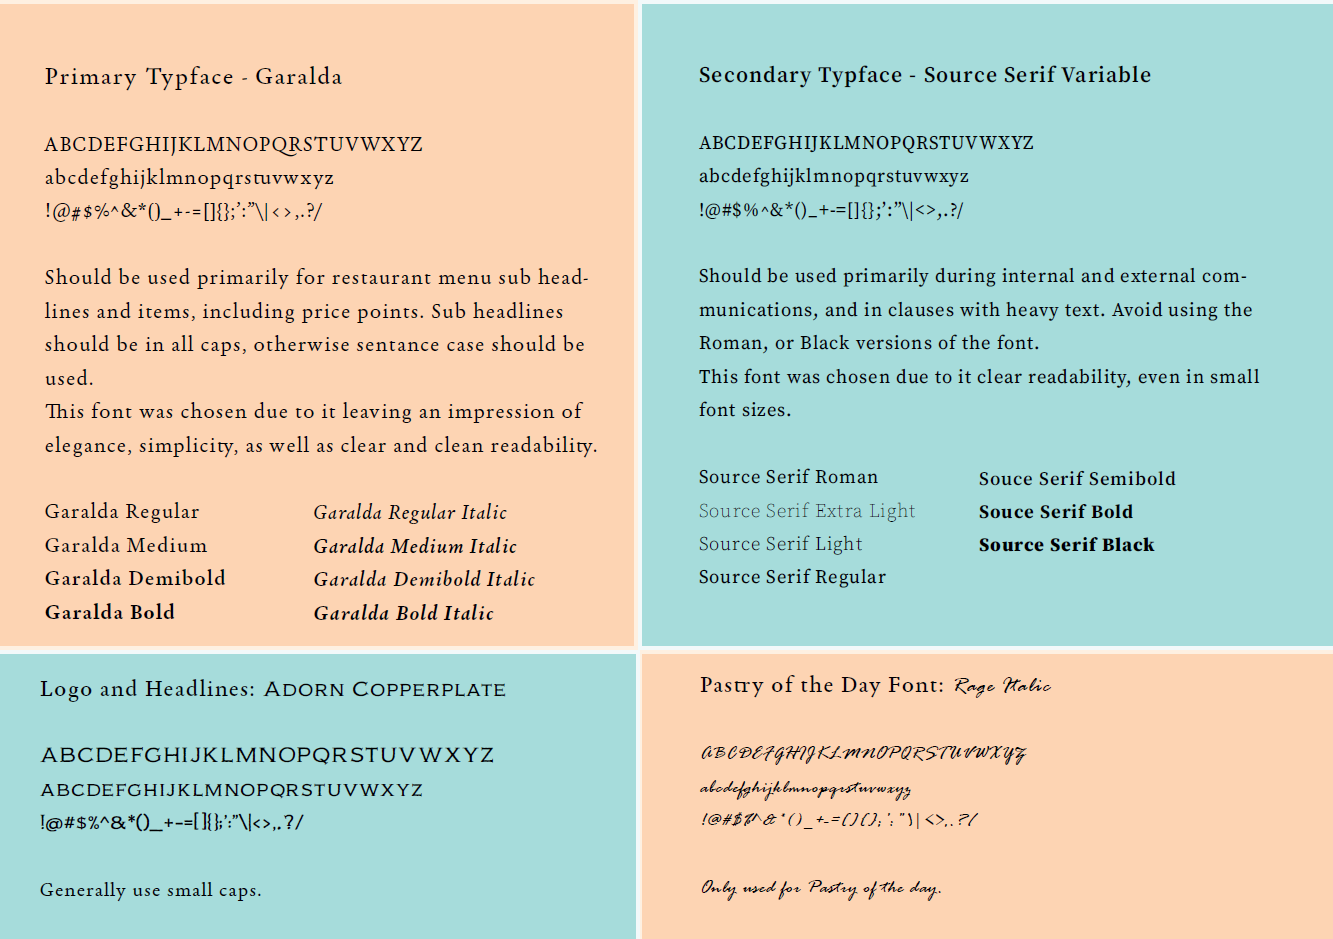 Primary Typface - Garalda
ABCDEFGHIJKLMNOPQRSTUVWXYZ
abcdefghijklmnopqrstuvwxyz
!@#$%^&*()_+-=[]{};’:”\|<>,.?/
Should be used primarily for restaurant menu sub head-
lines and items, including price points. Sub headlines
should be in all caps, otherwise sentance case should be
used.
This font was chosen due to it leaving an impression of
elegance, simplicity, as well as clear and clean readability.
Garalda Regular
Garalda Medium
Garalda Demibold
Garalda Bold
Garalda Regular Italic
Garalda Medium Italic
Garalda Demibold Italic
Garalda Bold Italic
Secondary Typface - Source Serif Variable
ABCDEFGHIJKLMNOPQRSTUVWXYZ
abcdefghijklmnopqrstuvwxyz
!@#$%^&*()_+-=[]{};’:”\|<>,.?/
Should be used primarily during internal and external com-
munications, and in clauses with heavy text. Avoid using the
Roman, or Black versions of the font.
This font was chosen due to it clear readability, even in small
font sizes.
Source Serif Roman
Source Serif Extra Light
Source Serif Light
Source Serif Regular
Souce Serif Semibold
Souce Serif Bold
Source Serif Black
Logo and Headlines: Adorn Copperplate
ABCDEFGHIJKLMNOPQRSTUVWXYZ
ABCDEFGHIJKLMNOPQRSTUVWXYZ
!@#$%^&*()_+-=[]{};’:”\|<>,.?/
Generally use small caps.
Pastry of the Day Font: Rage Italic
ABCDEFGHIJKLMNOPQRSTUVWXYZ
abcdefghijklmnopqrstuvwxyz
!@#$%^&*()_+-=[]{};’:”\|<>,.?/
Only used for Pastry of the day.